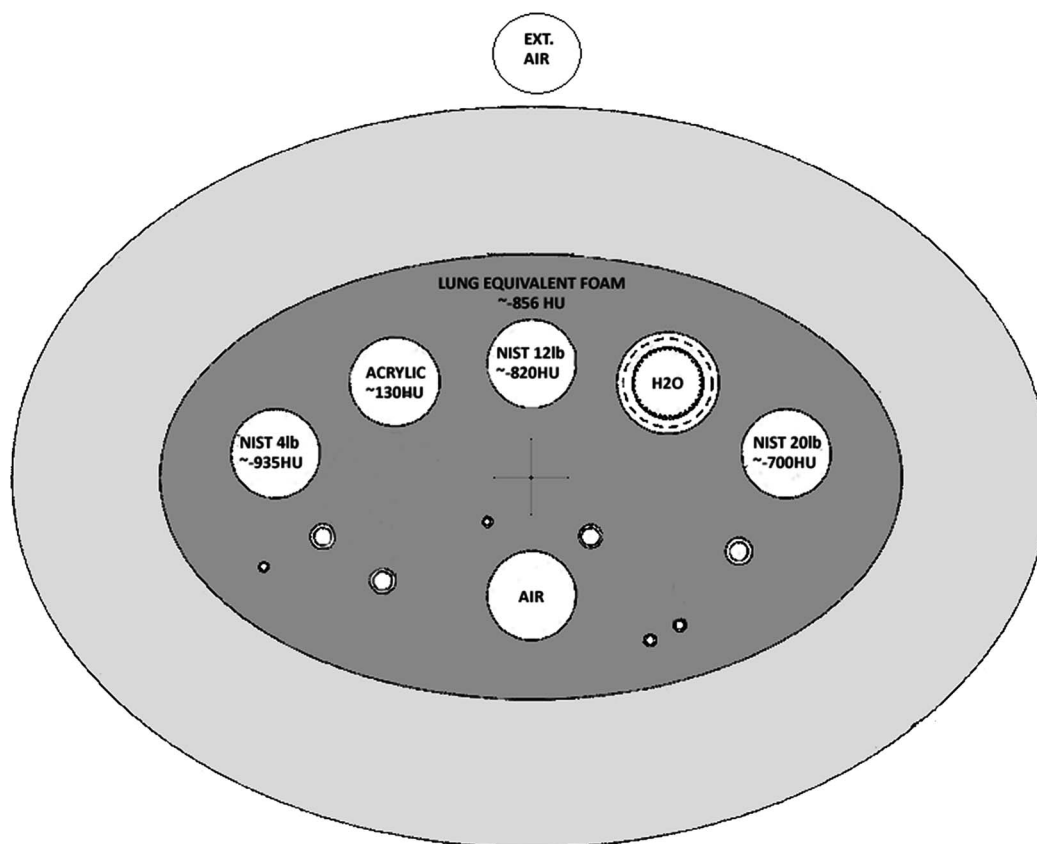 EXT.
AIR
LUNG EQUIVALENT FOAM
~-856 HU
NIST 12lb
~-820HU
ACRYLIC
~130HU
H2O
NIST 4lb
~-935HU
NIST 20lb
~-700HU
AIR